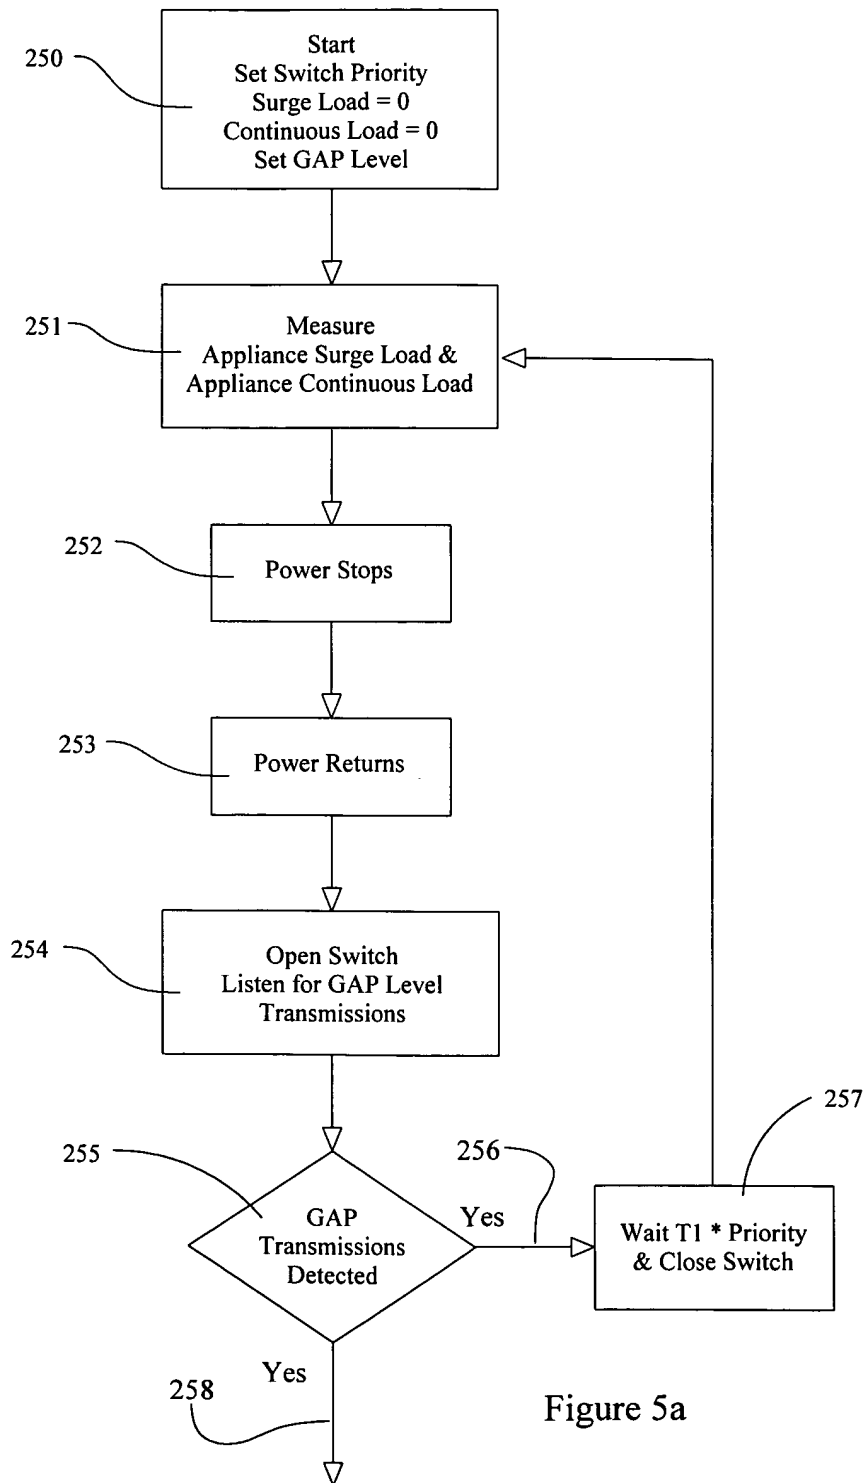 250
Start
Set Switch Priority
Surge Load = 0
Continuous Load = 0
Set GAP Level
251
Measure
Appliance Surge Load &
Appliance Continuous Load
252
Power Stops
253
Power Returns
254
Open Switch
Listen for GAP Level
Transmissions
255
GAP
Transmissions
Detected
256
Yes
257
Wait T1 * Priority
& Close Switch
Yes
258
Figure 5a